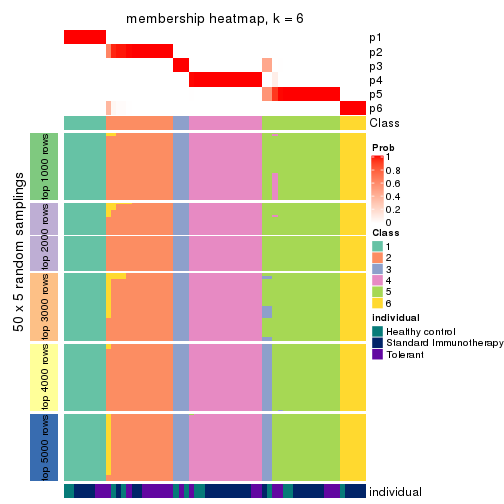 membership heatmap, k = 6
p1
p2
p3
p4
p5
p6
Class
50 x 5 random samplings
top 1000 rows
top 2000 rows
top 3000 rows
top 4000 rows
top 5000 rows
Prob
1
0.8
0.6
0.4
0.2
0
Class
1
2
3
4
5
6
individual
Healthy control
Standard Immunotherapy
Tolerant
individual